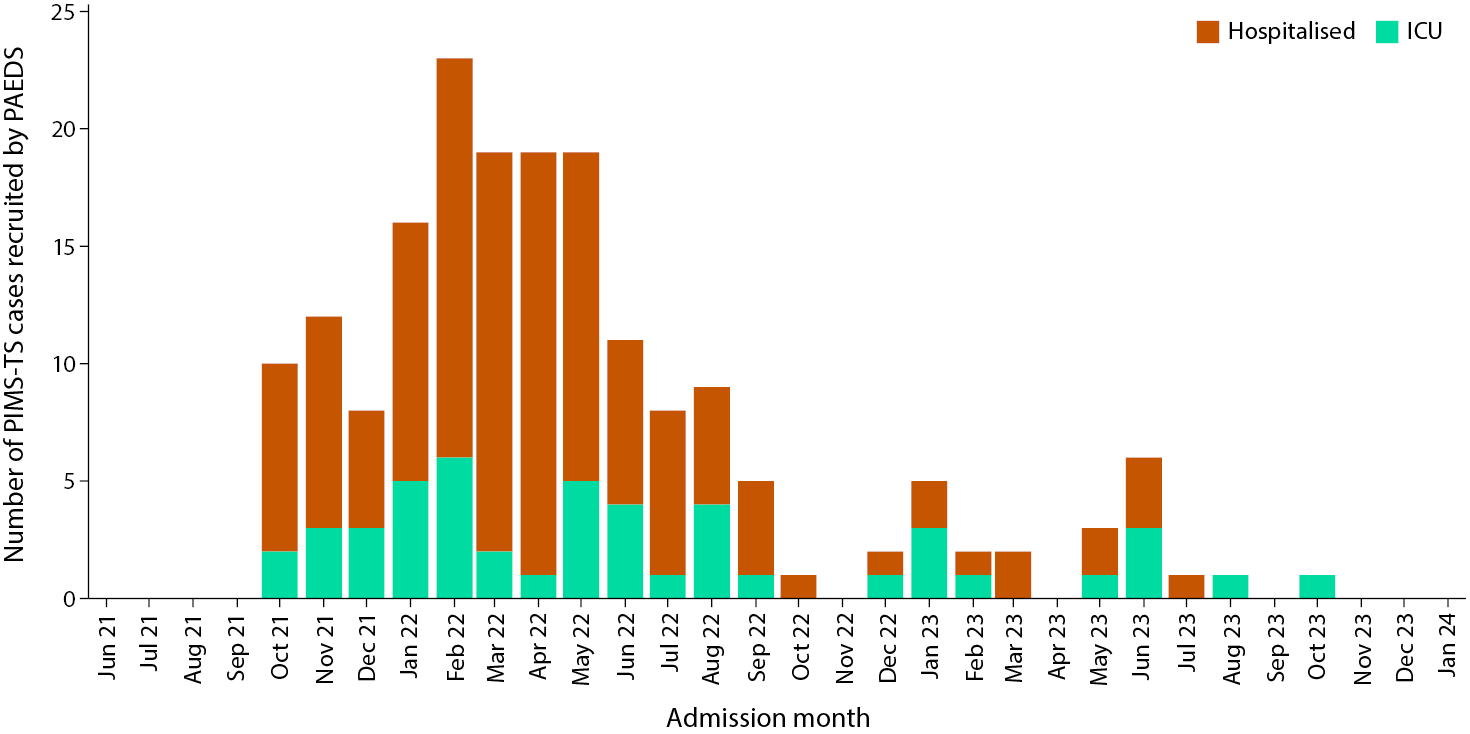 Number of PIMS-TS cases recruited by PAEDS
25
20
15
10
5
0
Hospitalised
ICU
Jun 21
Jul 21
Aug 21
Sep 21
Oct 21
Nov 21
Dec 21
Jan 22
Feb 22
Mar 22
Apr 22
May 22
Jun 22
Jul 22
Aug 22
Sep 22
Oct 22
Nov 22
Dec 22
Jan 23
Feb 23
Mar 23
Apr 23
May 23
Jun 23
Jul 23
Aug 23
Sep 23
Oct 23
Nov 23
Dec 23
Jan 24
Admission month